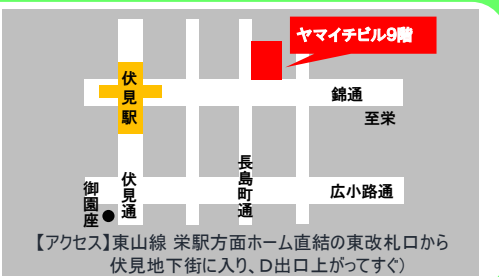 ヤマイチビル9階
伏見駅
錦通
至栄
長島町通
伏見通
御園座
広小路通
【アクセス】東山線 栄駅方面ホーム直結の東改札口から
伏見地下街に入り、D出口上がってすぐ）